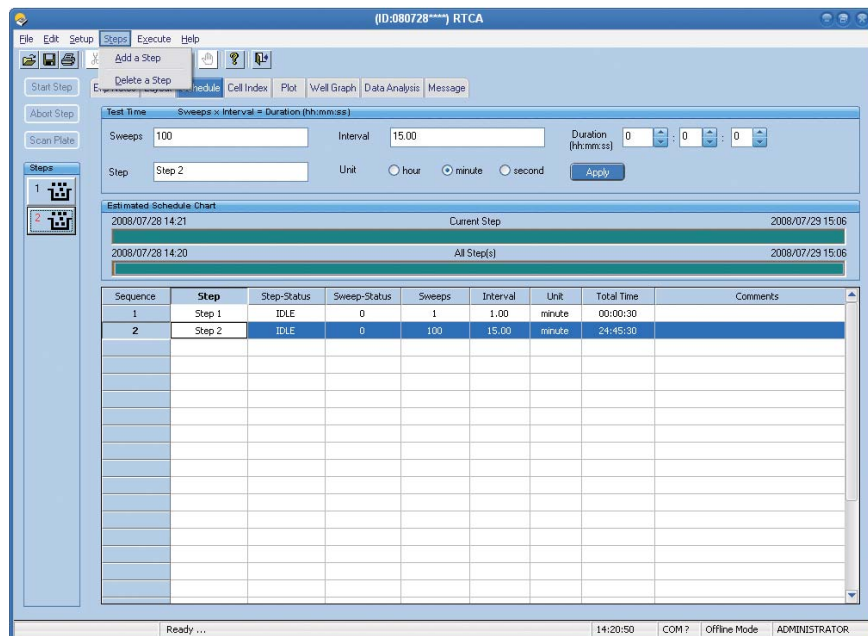 (ID:080728****) RTCA
File Edit Setup Steps Execute Help
Add a Step
Delete a Step
Start Step
Abort Step
Scan Plate
Steps
1
2
Schedule Cell Index Plot Well Graph Data Analysis Message
Test Time Sweeps x Interval = Duration (hh:mm:ss)
Sweeps 100 Interval 15.00 Duration (hh:mm:ss) 0 : 0 : 0
Step Step 2 Unit hour minute second Apply
Estimated Schedule Chart
2008/07/28 14:21 Current Step 2008/07/29 15:06
2008/07/28 14:20 All Step(s) 2008/07/29 15:06
Sequence Step Step-Status Sweep-Status Sweeps Interval Unit Total Time Comments
1 Step 1 IDLE 0 1 1.00 minute 00:00:30
2 Step 2 IDLE 0 100 15.00 minute 24:45:30
Ready ... 14:20:50 COM ? Offline Mode ADMINISTRATOR